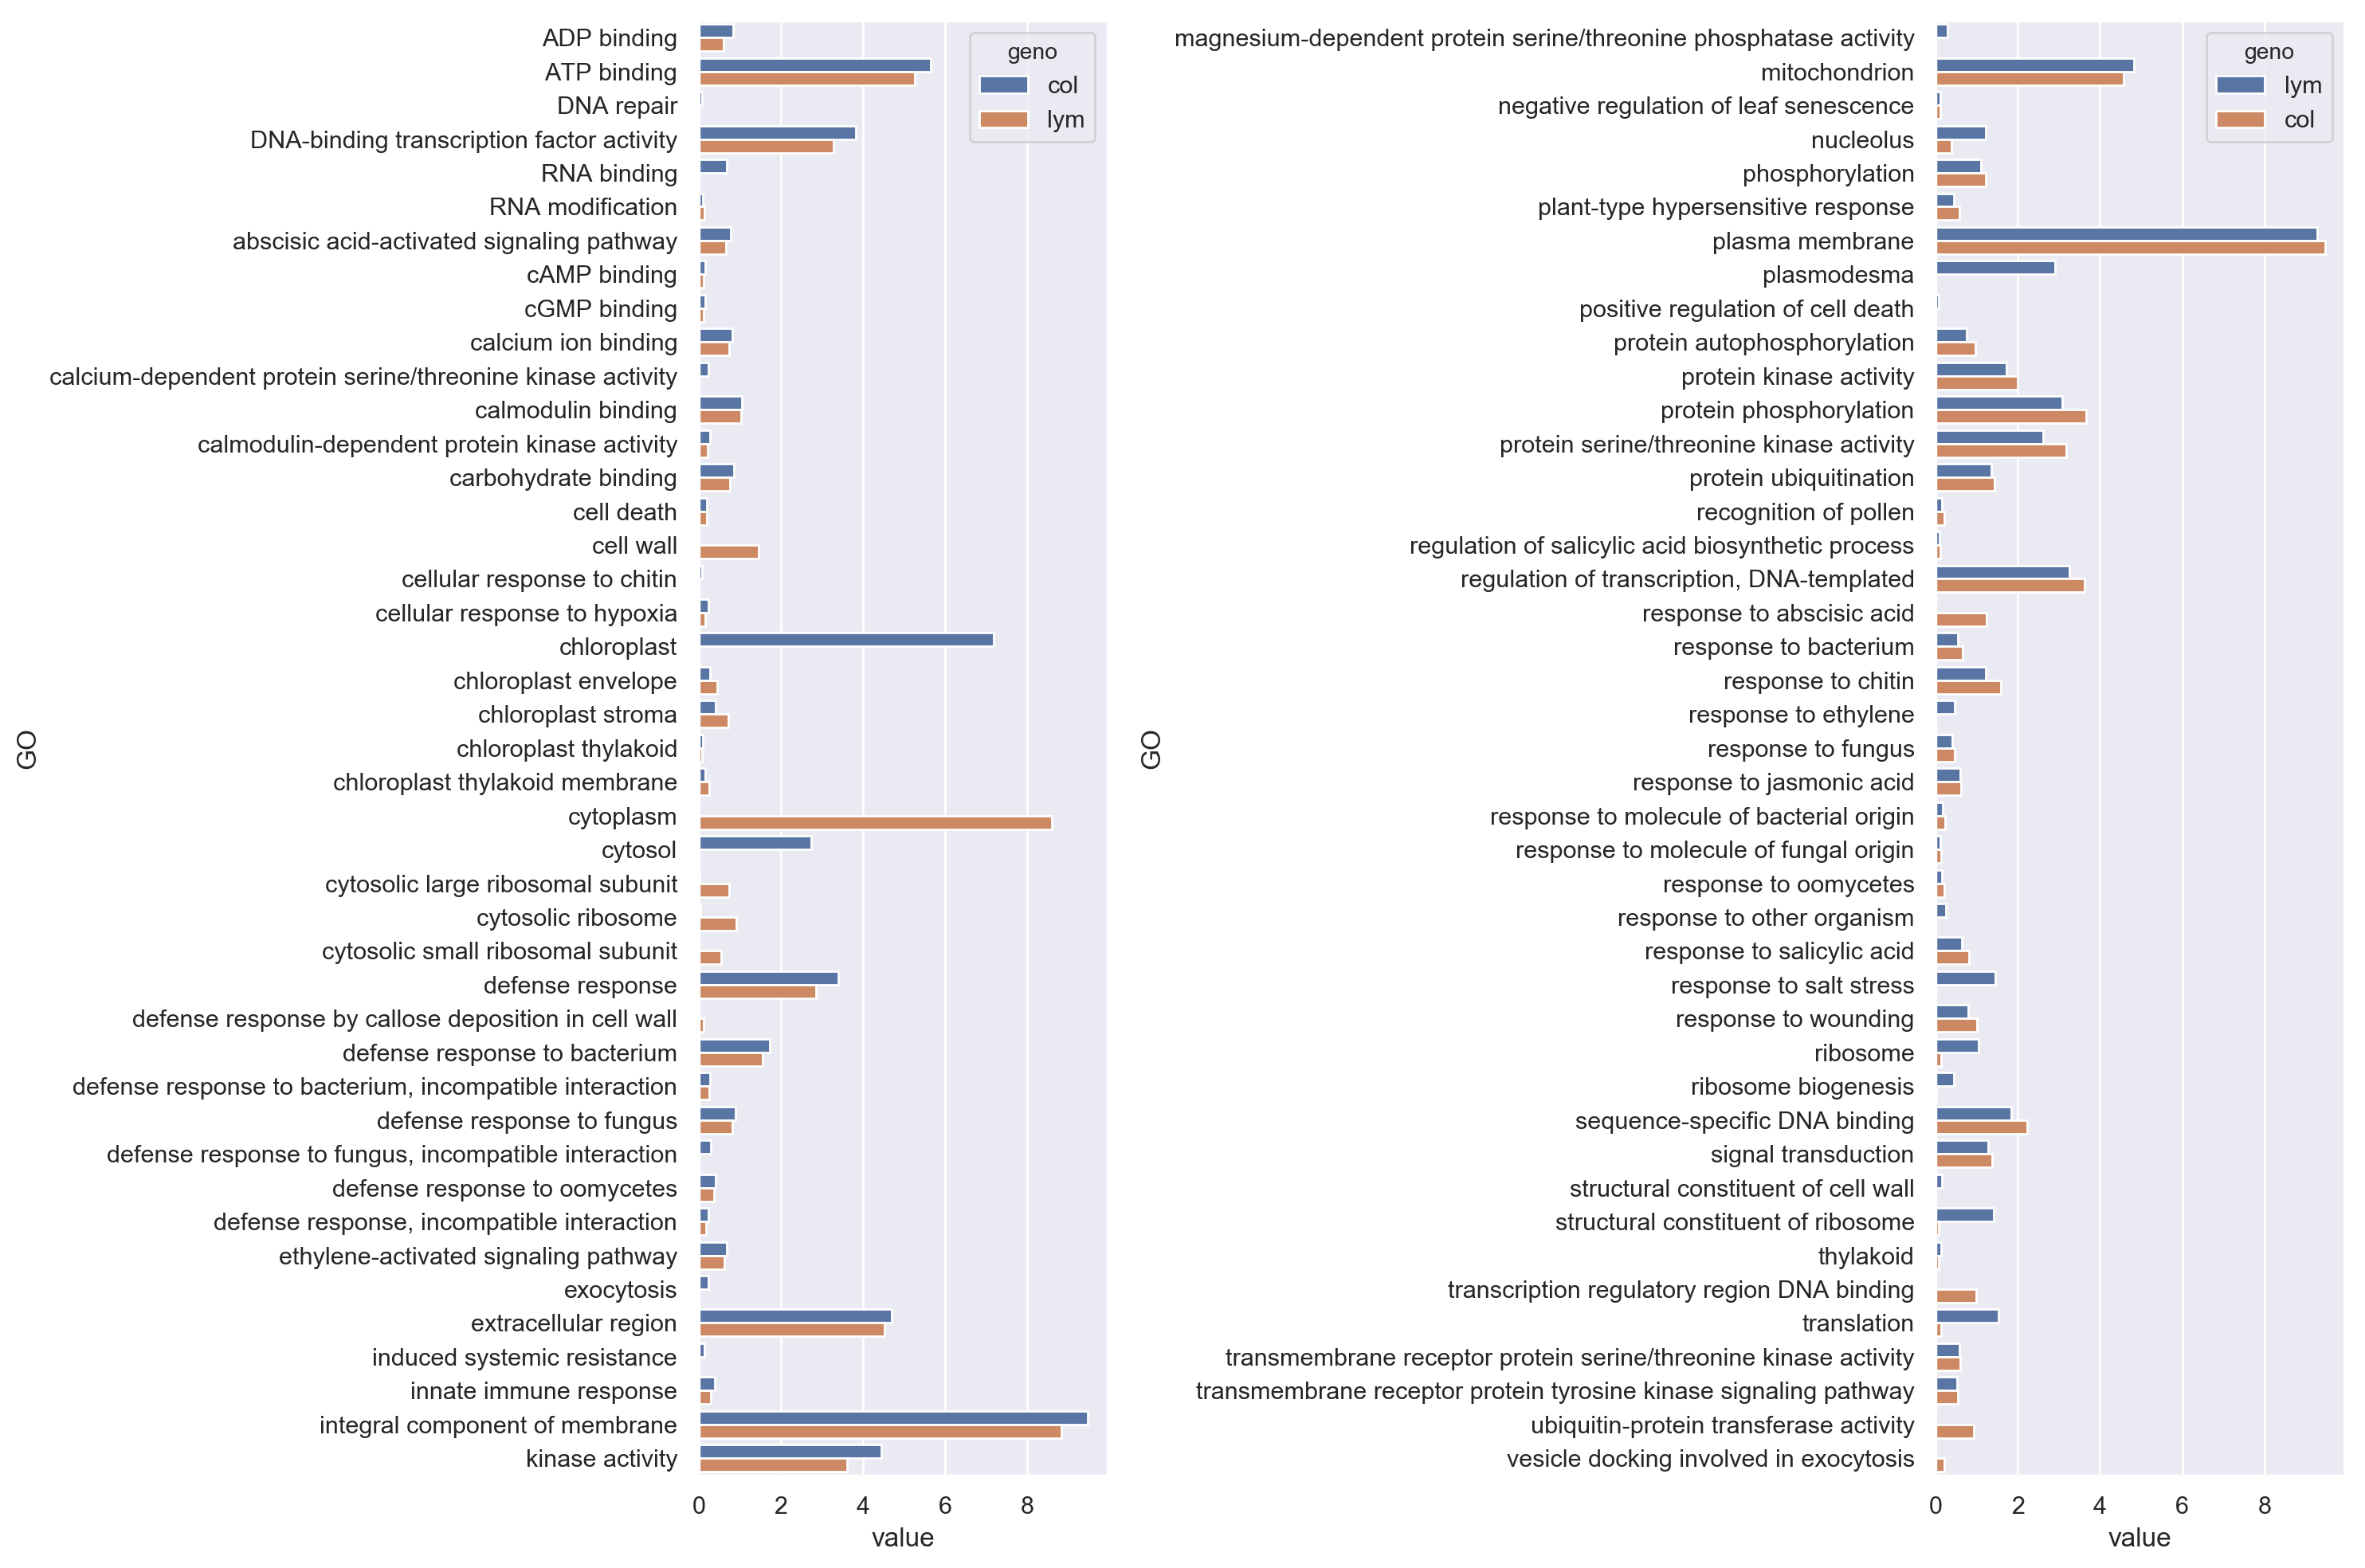 GO
ADP binding
ATP binding
DNA repair
DNA-binding transcription factor activity
RNA binding
RNA modification
abscisic acid-activated signaling pathway
cAMP binding
cGMP binding
calcium ion binding
calcium-dependent protein serine/threonine kinase activity
calmodulin binding
calmodulin-dependent protein kinase activity
carbohydrate binding
cell death
cell wall
cellular response to chitin
cellular response to hypoxia
chloroplast
chloroplast envelope
chloroplast stroma
chloroplast thylakoid
chloroplast thylakoid membrane
cytoplasm
cytosol
cytosolic large ribosomal subunit
cytosolic ribosome
cytosolic small ribosomal subunit
defense response
defense response by callose deposition in cell wall
defense response to bacterium
defense response to bacterium, incompatible interaction
defense response to fungus
defense response to fungus, incompatible interaction
defense response to oomycetes
defense response, incompatible interaction
ethylene-activated signaling pathway
exocytosis
extracellular region
induced systemic resistance
innate immune response
integral component of membrane
kinase activity
geno
col
lym
0 2 4 6 8
value
GO
magnesium-dependent protein serine/threonine phosphatase activity
mitochondrion
negative regulation of leaf senescence
nucleolus
phosphorylation
plant-type hypersensitive response
plasma membrane
plasmodesma
positive regulation of cell death
protein autophosphorylation
protein kinase activity
protein phosphorylation
protein serine/threonine kinase activity
protein ubiquitination
recognition of pollen
regulation of salicylic acid biosynthetic process
regulation of transcription, DNA-templated
response to abscisic acid
response to bacterium
response to chitin
response to ethylene
response to fungus
response to jasmonic acid
response to molecule of bacterial origin
response to molecule of fungal origin
response to oomycetes
response to other organism
response to salicylic acid
response to salt stress
response to wounding
ribosome
ribosome biogenesis
sequence-specific DNA binding
signal transduction
structural constituent of cell wall
structural constituent of ribosome
thylakoid
transcription regulatory region DNA binding
translation
transmembrane receptor protein serine/threonine kinase activity
transmembrane receptor protein tyrosine kinase signaling pathway
ubiquitin-protein transferase activity
vesicle docking involved in exocytosis
geno
lym
col
0 2 4 6 8
value